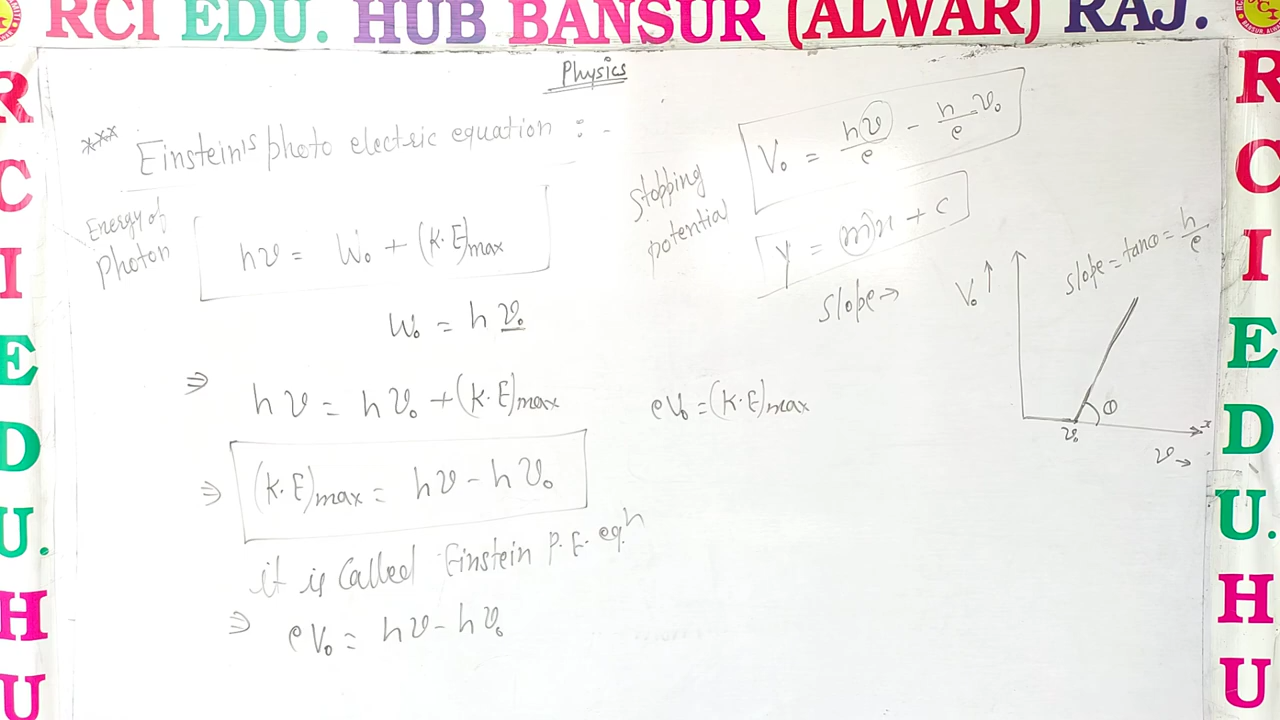 RCI EDU. HUB BANSUR (ALWAR) RAJ.
R
C
I
E
D
U.
H
U
Physics
*** Einstein's photo electric equation :-
Energy of
Photon
hν = W₀ + (K.E)max
W₀ = hν₀
⇒ hν = hν₀ + (K.E)max
⇒ (K.E)max = hν - hν₀
it is Called Einstein P.E. eqⁿ
⇒ eV₀ = hν - hν₀
Stopping
potential
V₀ = hν/e - h/e ν₀
y = mx + c
Slope →
eV₀ = (K.E)max
V₀ ↑
Slope = tanθ = h/e
θ
ν₀
x
ν →
R
C
I
E
D
U.
H
U